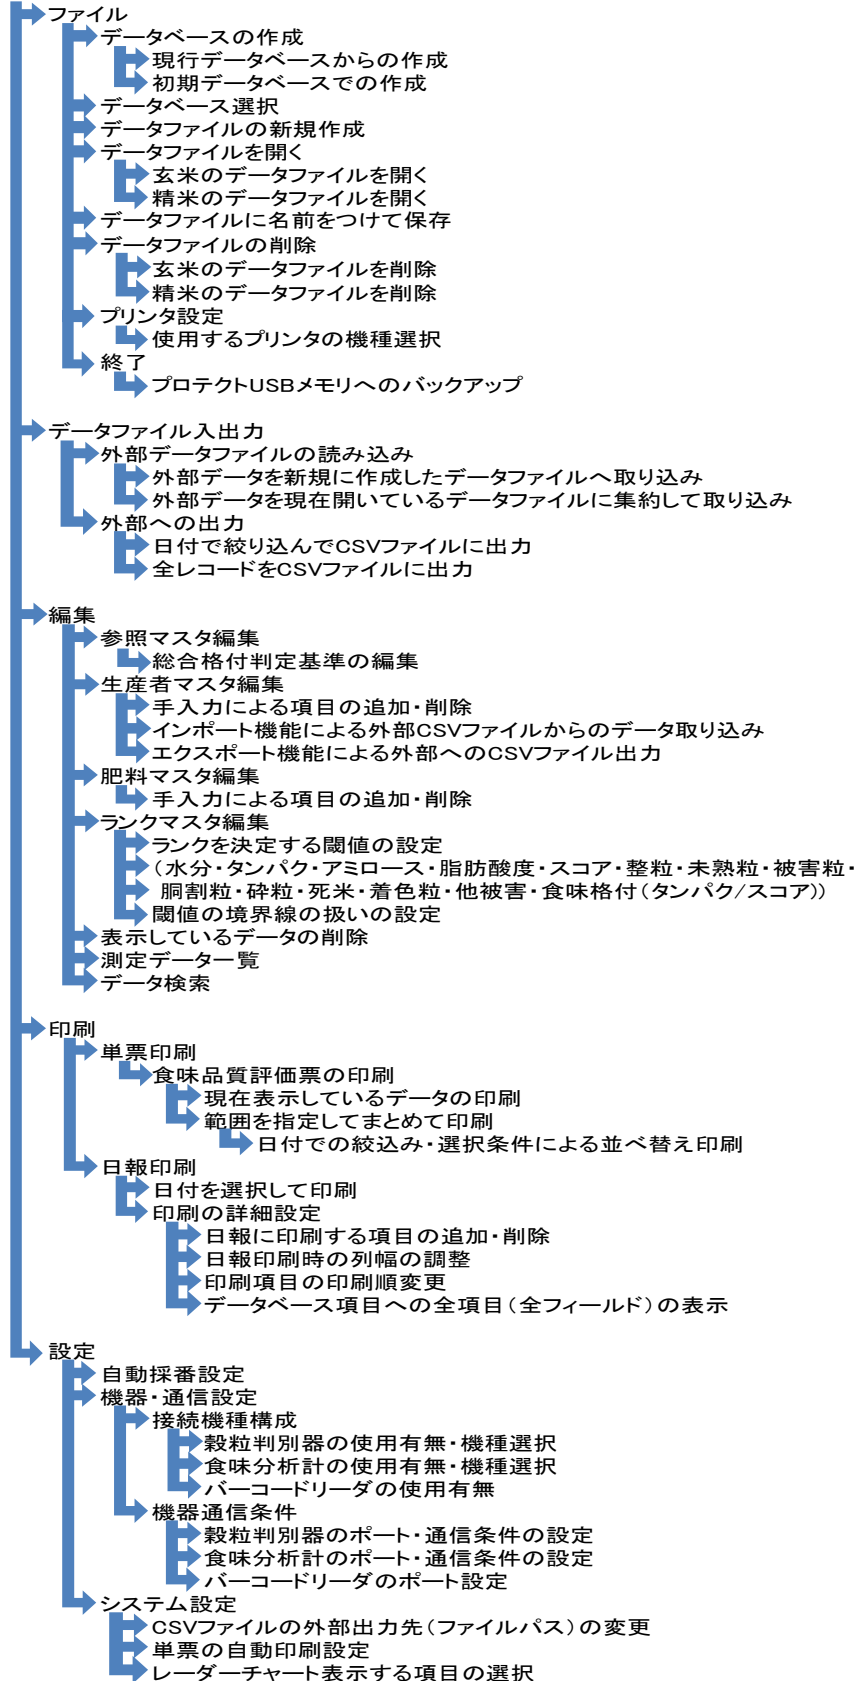 ファイル
データベースの作成
現行データベースからの作成
初期データベースでの作成
データベース選択
データファイルの新規作成
データファイルを開く
玄米のデータファイルを開く
精米のデータファイルを開く
データファイルに名前をつけて保存
データファイルの削除
玄米のデータファイルを削除
精米のデータファイルを削除
プリンタ設定
使用するプリンタの機種選択
終了
プロテクトUSBメモリへのバックアップ
データファイル入出力
外部データファイルの読み込み
外部データを新規に作成したデータファイルへ取り込み
外部データを現在開いているデータファイルに集約して取り込み
外部への出力
日付で絞り込んでCSVファイルに出力
全レコードをCSVファイルに出力
編集
参照マスタ編集
総合格付判定基準の編集
生産者マスタ編集
手入力による項目の追加・削除
インポート機能による外部CSVファイルからのデータ取り込み
エクスポート機能による外部へのCSVファイル出力
肥料マスタ編集
手入力による項目の追加・削除
ランクマスタ編集
ランクを決定する閾値の設定
（水分・タンパク・アミロース・脂肪酸度・スコア・整粒・未熟粒・被害粒・
胴割粒・砕粒・死米・着色粒・他被害・食味格付（タンパク/スコア））
閾値の境界線の扱いの設定
表示しているデータの削除
測定データ一覧
データ検索
印刷
単票印刷
食味品質評価票の印刷
現在表示しているデータの印刷
範囲を指定してまとめて印刷
日付での絞込み・選択条件による並べ替え印刷
日報印刷
日付を選択して印刷
印刷の詳細設定
日報に印刷する項目の追加・削除
日報印刷時の列幅の調整
印刷項目の印刷順変更
データベース項目への全項目（全フィールド）の表示
設定
自動採番設定
機器・通信設定
接続機種構成
穀粒判別器の使用有無・機種選択
食味分析計の使用有無・機種選択
バーコードリーダの使用有無
機器通信条件
穀粒判別器のポート・通信条件の設定
食味分析計のポート・通信条件の設定
バーコードリーダのポート設定
システム設定
CSVファイルの外部出力先（ファイルパス）の変更
単票の自動印刷設定
レーダーチャート表示する項目の選択